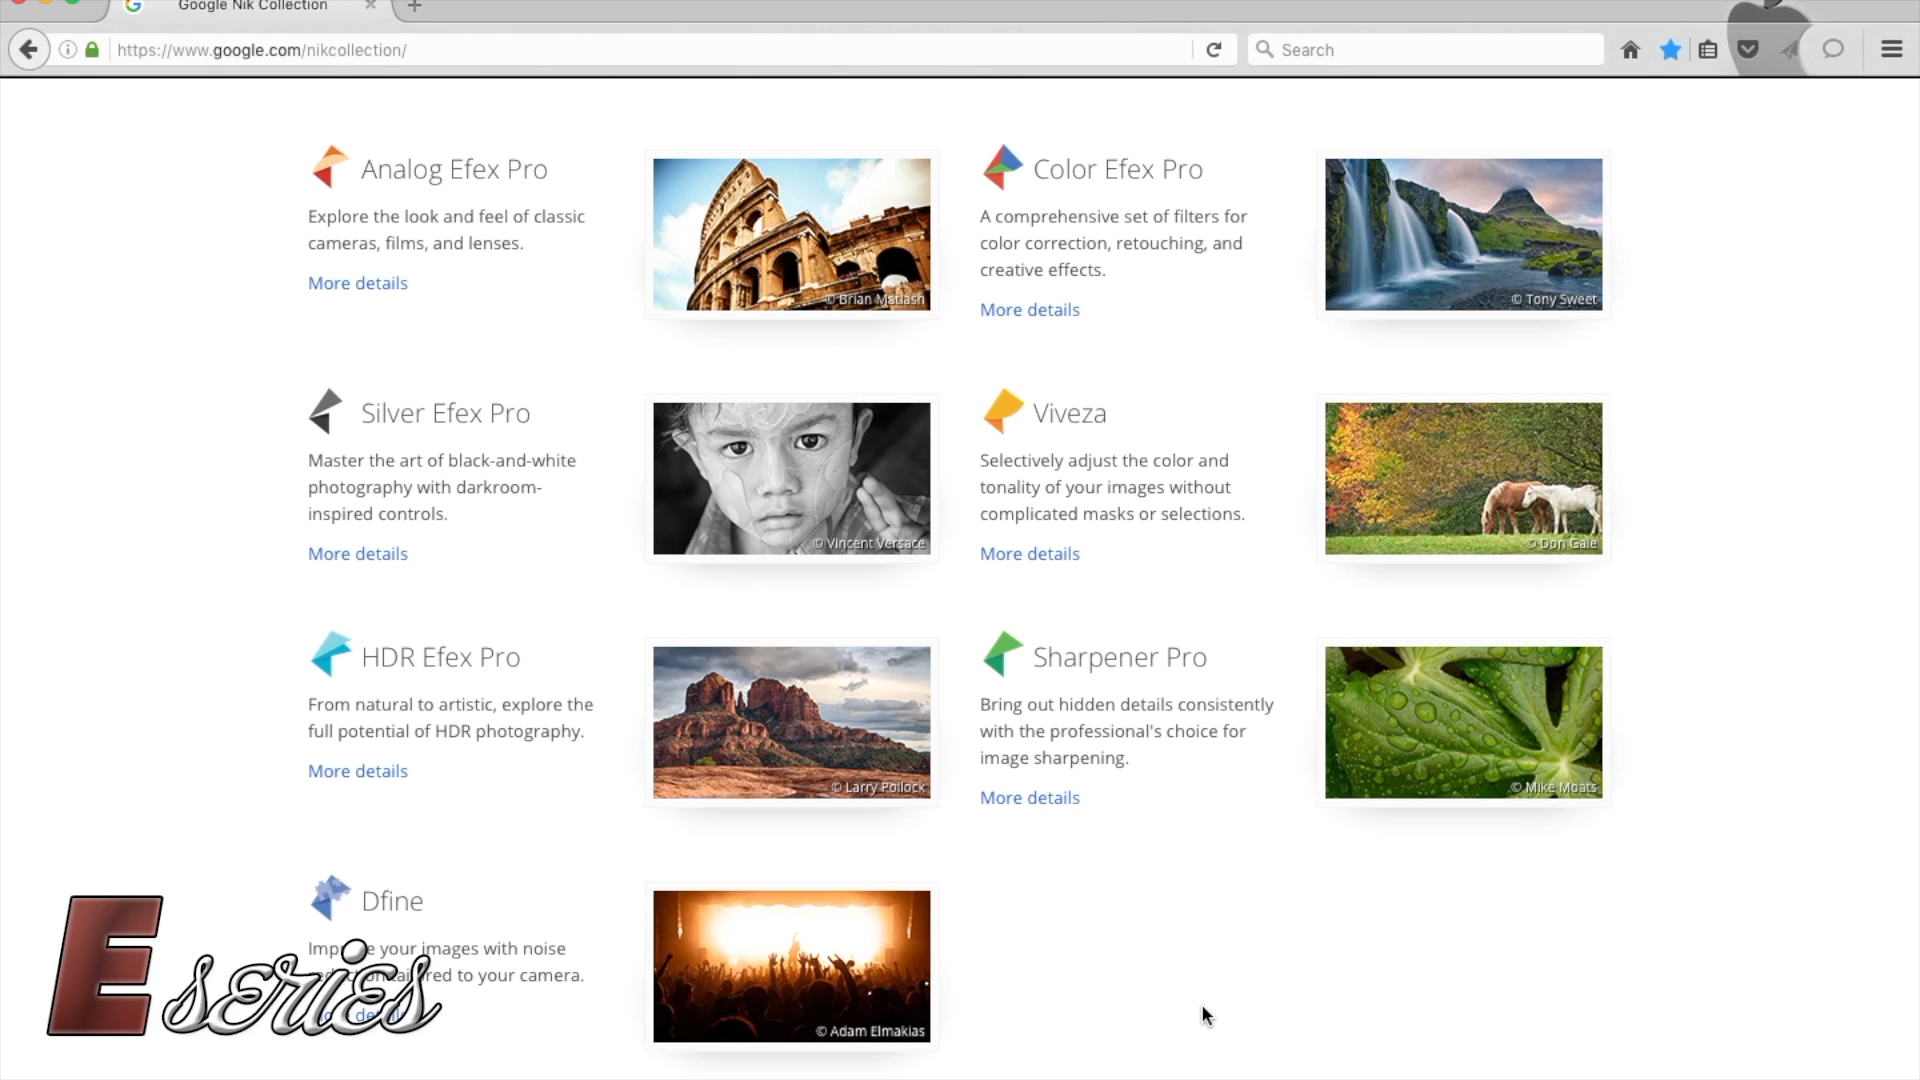 Google Nik Collection
https://www.google.com/nikcollection/
Search
Analog Efex Pro
Explore the look and feel of classic
cameras, films, and lenses.
More details
© Brian Matiash
Color Efex Pro
A comprehensive set of filters for
color correction, retouching, and
creative effects.
More details
© Tony Sweet
Silver Efex Pro
Master the art of black-and-white
photography with darkroom-
inspired controls.
More details
© Vincent Versace
Viveza
Selectively adjust the color and
tonality of your images without
complicated masks or selections.
More details
© Don Gale
HDR Efex Pro
From natural to artistic, explore the
full potential of HDR photography.
More details
© Larry Pollock
Sharpener Pro
Bring out hidden details consistently
with the professional's choice for
image sharpening.
More details
© Mike Moats
Dfine
your images with noise
to your camera.
© Adam Elmakias
E series